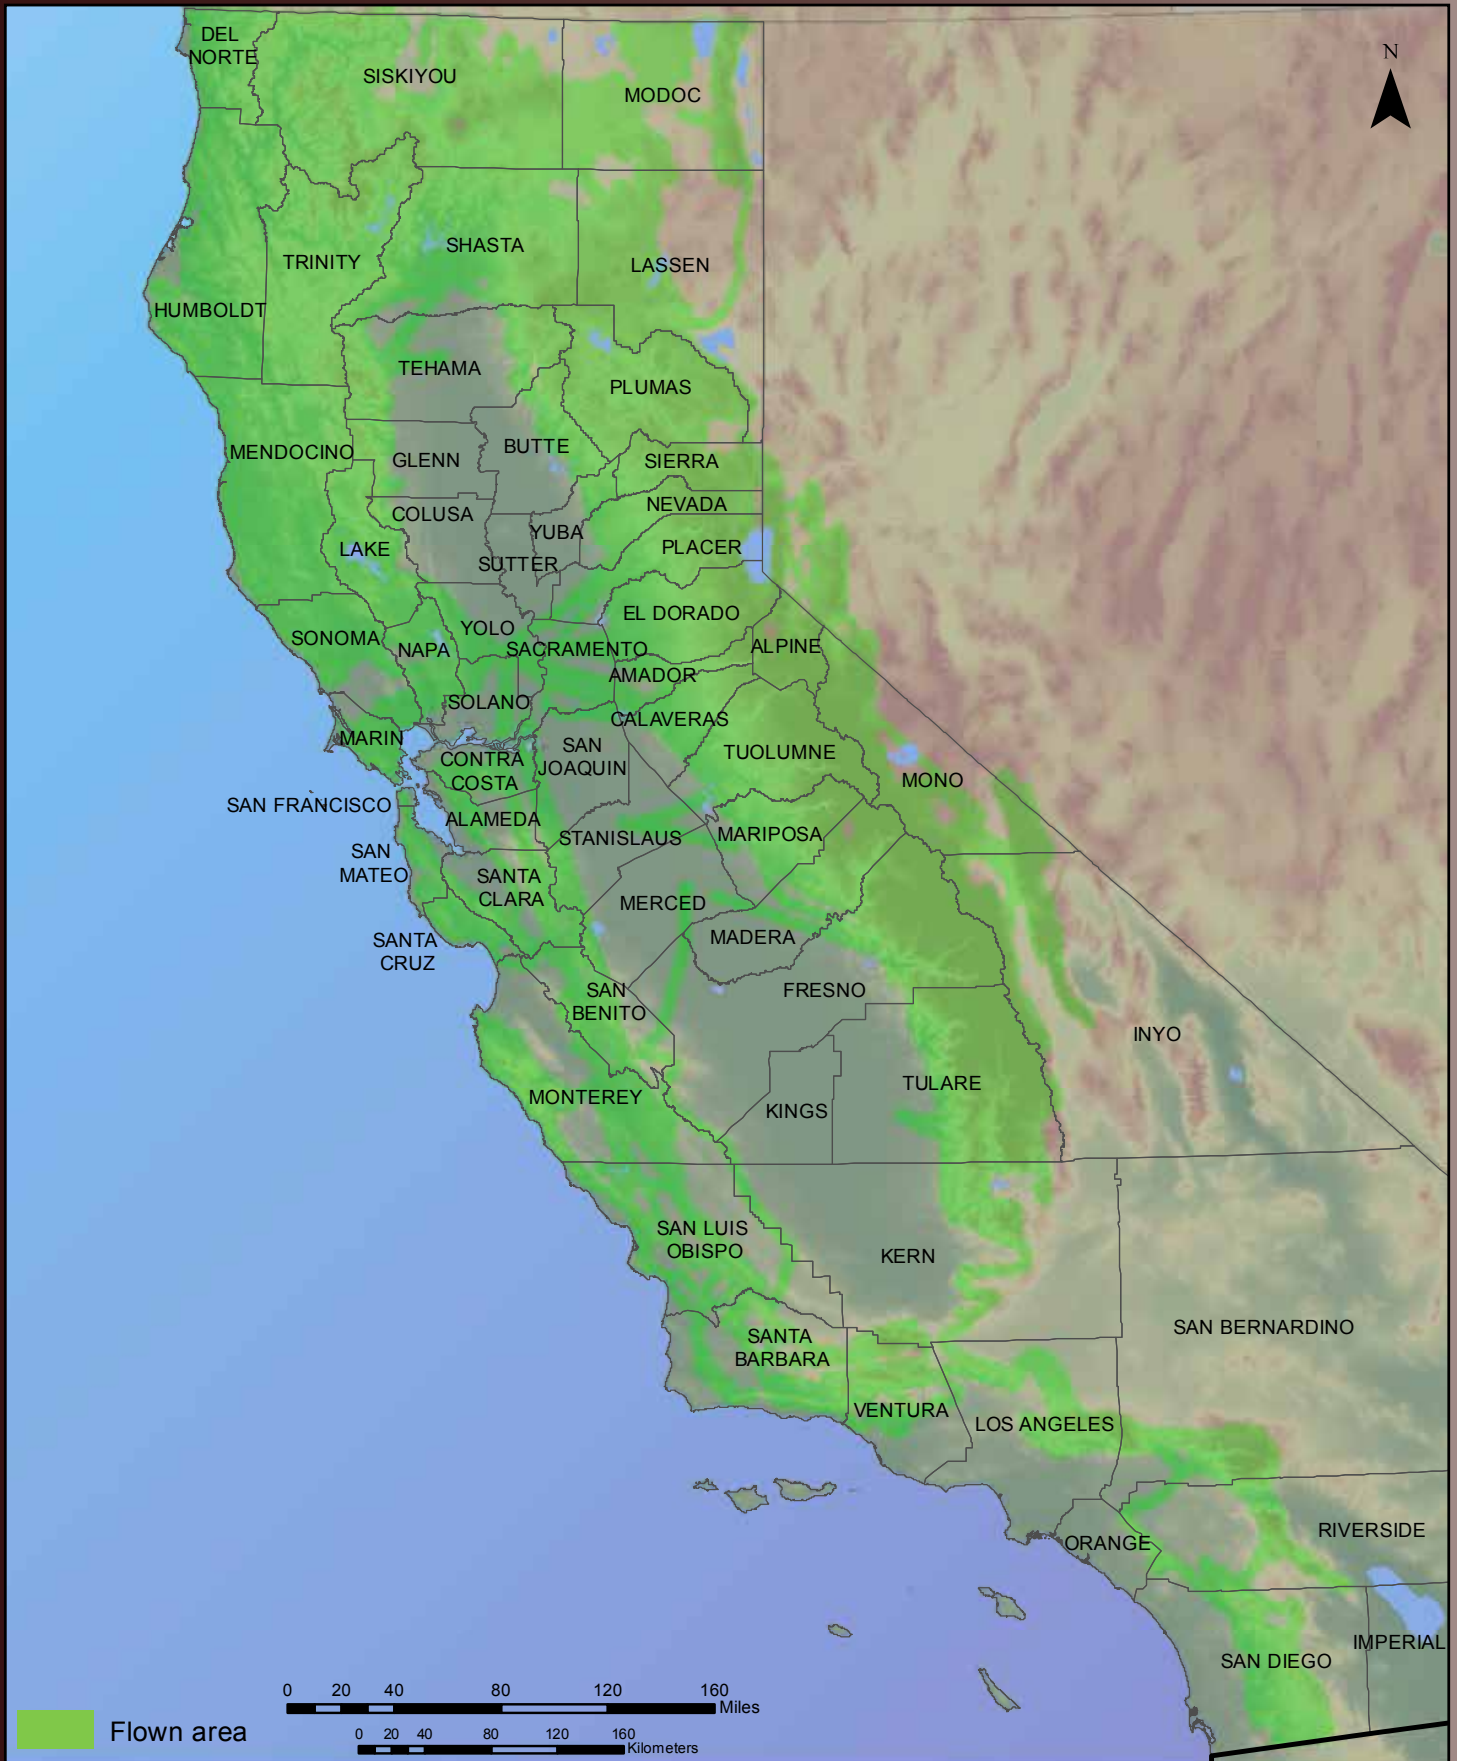 DEL
NORTE
SISKIYOU
MODOC
N
SHASTA
TRINITY
LASSEN
HUMBOLDT
TEHAMA
PLUMAS
MENDOCINO
GLENN
BUTTE
SIERRA
COLUSA
NEVADA
YUBA
LAKE
PLACER
SUTTER
EL DORADO
YOLO
SONOMA
NAPA
SACRAMENTO
ALPINE
AMADOR
SOLANO
CALAVERAS
MARIN
SAN
JOAQUIN
TUOLUMNE
CONTRA
COSTA
MONO
SAN FRANCISCO
ALAMEDA
STANISLAUS
MARIPOSA
SAN
MATEO
SANTA
CLARA
MERCED
MADERA
SANTA
CRUZ
FRESNO
SAN
BENITO
INYO
TULARE
MONTEREY
KINGS
SAN LUIS
OBISPO
KERN
SAN BERNARDINO
SANTA
BARBARA
VENTURA
LOS ANGELES
RIVERSIDE
ORANGE
IMPERIAL
SAN DIEGO
0 20 40 80 120 160
Miles
Flown area
0 20 40 80 120 160
Kilometers